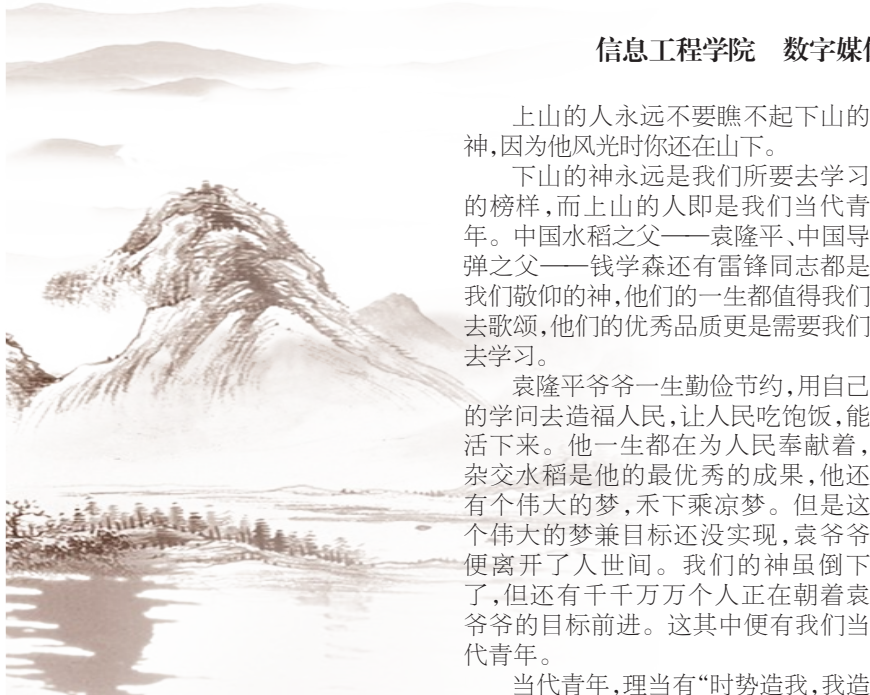 信息工程学院 数字媒
上山的人永远不要瞧不起下山的
神,因为他风光时你还在山下。
下山的神永远是我们所要去学习
的榜样,而上山的人即是我们当代青
年。中国水稻之父——袁隆平、中国导
弹之父——钱学森还有雷锋同志都是
我们敬仰的神,他们的一生都值得我们
去歌颂,他们的优秀品质更是需要我们
去学习。
袁隆平爷爷一生勤俭节约,用自己
的学问去造福人民,让人民吃饱饭,能
活下来。他一生都在为人民奉献着,
杂交水稻是他的最优秀的成果,他还
有个伟大的梦,禾下乘凉梦。但是这
个伟大的梦兼目标还没实现,袁爷爷
便离开了人世间。我们的神虽倒下
了,但还有千千万万个人正在朝着袁
爷爷的目标前进。这其中便有我们当
代青年。
当代青年,理当有“时势造我,我造